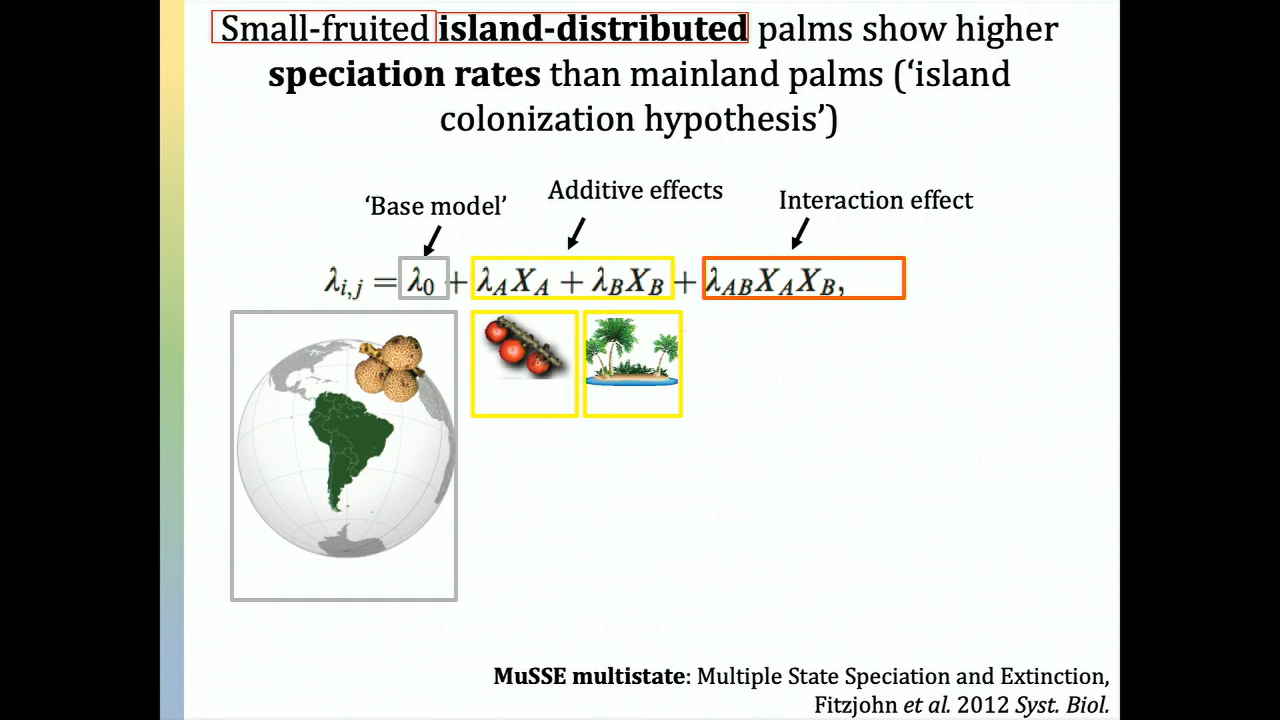 Small-fruited island-distributed palms show higher
speciation rates than mainland palms (‘island
colonization hypothesis’)
‘Base model’
Additive effects
Interaction effect
λi,j = λ0 + λAXA + λBXB + λABXAXB,
MuSSE multistate: Multiple State Speciation and Extinction,
Fitzjohn et al. 2012 Syst. Biol.